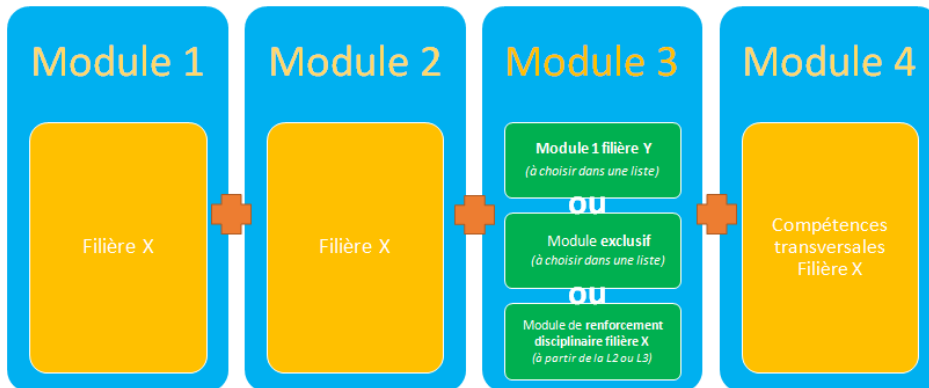 Module 1
Filière X
Module 2
Filière X
Module 3
Module 1 filière Y
(à choisir dans une liste)
ou
Module exclusif
(à choisir dans une liste)
ou
Module de renforcement
disciplinaire filière X
(à partir de la L2 ou L3)
Module 4
Compétences
transversales
Filière X